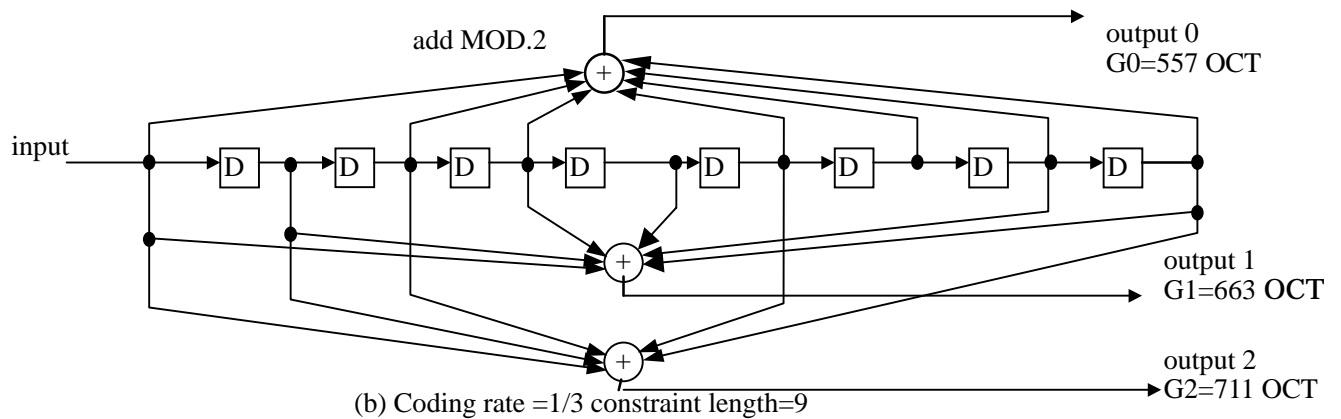 add MOD.2
output 0
G0=557 OCT
+
input
D D D D D D D D
+
output 1
G1=663 OCT
+
output 2
G2=711 OCT
(b) Coding rate =1/3 constraint length=9